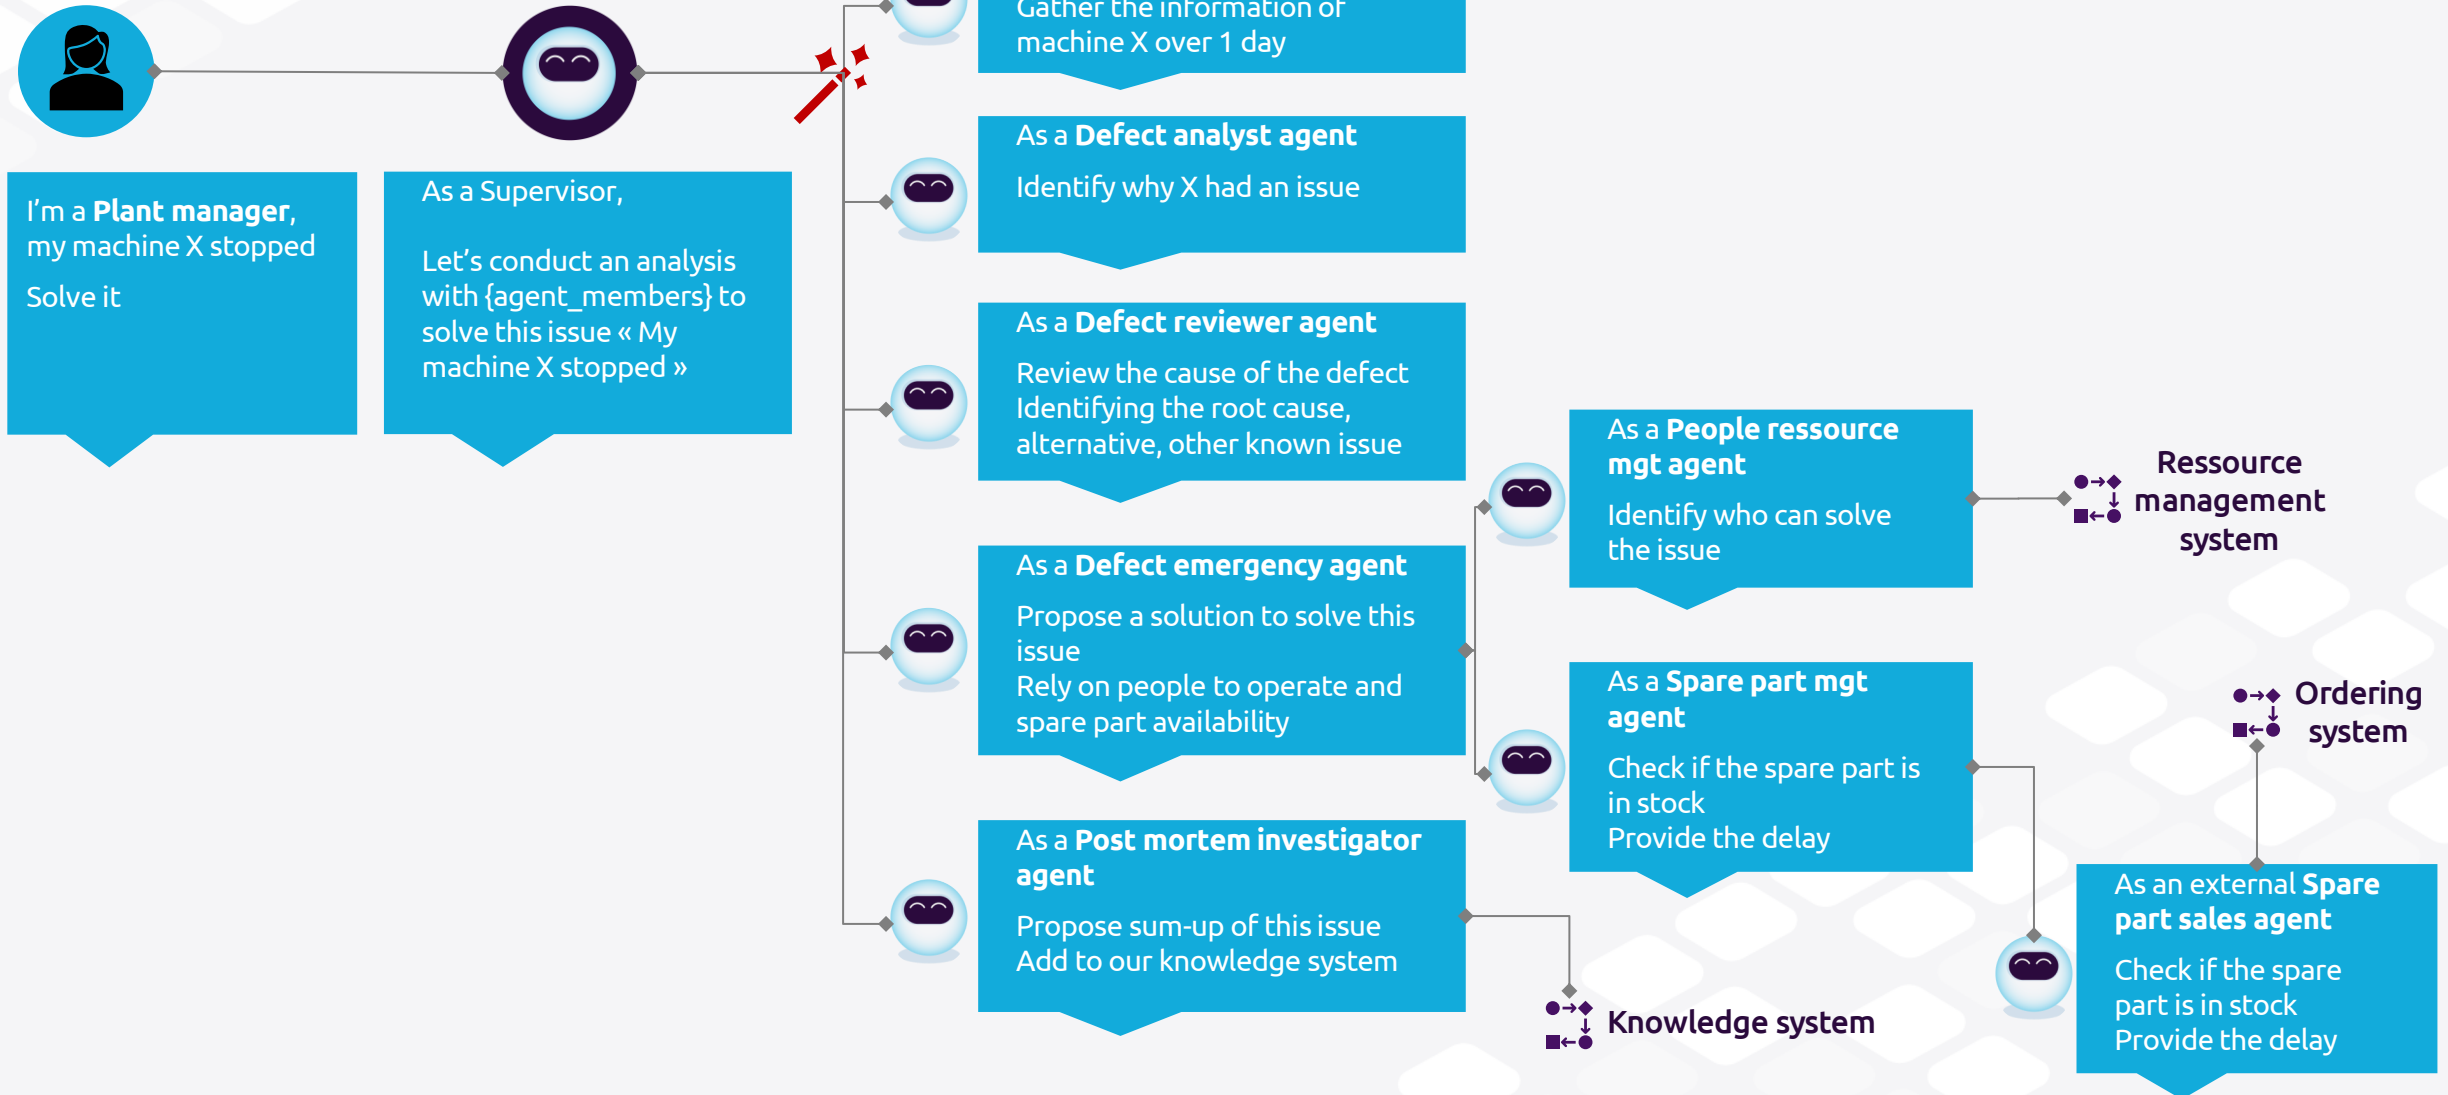 I'm a Plant manager,
my machine X stopped
Solve it
As a Supervisor,
Let's conduct an analysis
with {agent_members} to
solve this issue « My
machine X stopped »
Gather the information of
machine X over 1 day
As a Defect analyst agent
Identify why X had an issue
As a Defect reviewer agent
Review the cause of the defect
Identifying the root cause,
alternative, other known issue
As a Defect emergency agent
Propose a solution to solve this
issue
Rely on people to operate and
spare part availability
As a Post mortem investigator
agent
Propose sum-up of this issue
Add to our knowledge system
As a People ressource
mgt agent
Identify who can solve
the issue
Ressource
management
system
As a Spare part mgt
agent
Check if the spare part is
in stock
Provide the delay
Ordering
system
As an external Spare
part sales agent
Check if the spare
part is in stock
Provide the delay
Knowledge system